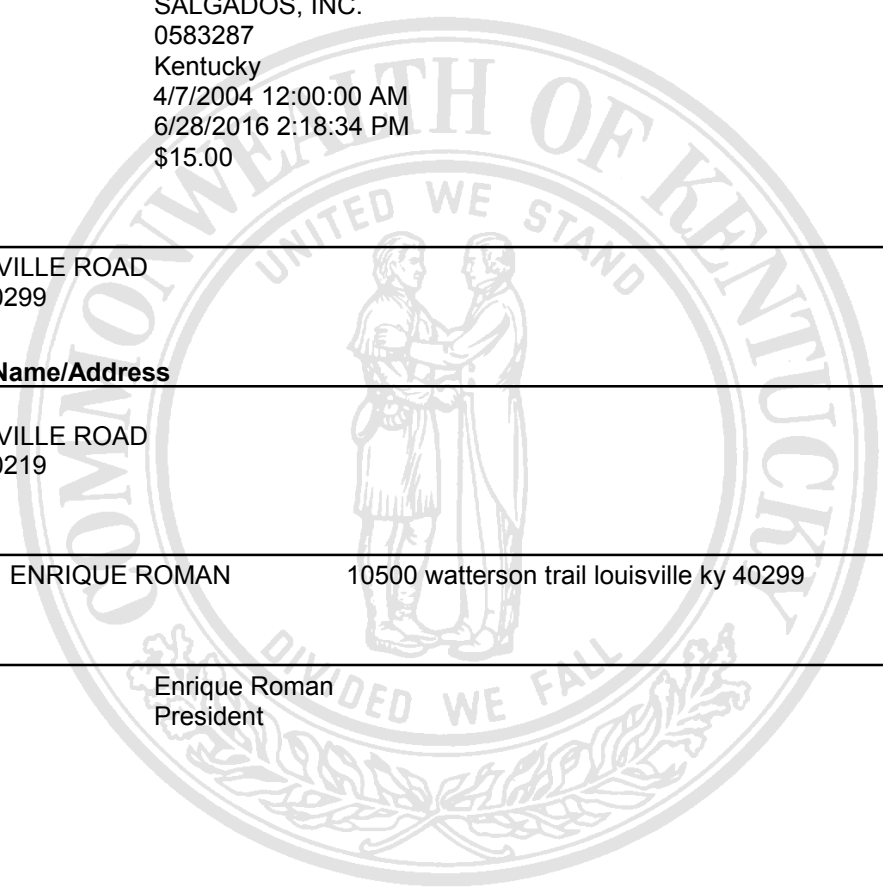 SALGADOS, INC.
0583287
Kentucky
4/7/2004 12:00:00 AM
6/28/2016 2:18:34 PM
$15.00
COMMONWEALTH OF KENTUCKY
UNITED WE STAND
VILLE ROAD
0299
Name/Address
VILLE ROAD
0219
ENRIQUE ROMAN 10500 watterson trail louisville ky 40299
DIVIDED WE FALL
Enrique Roman
President